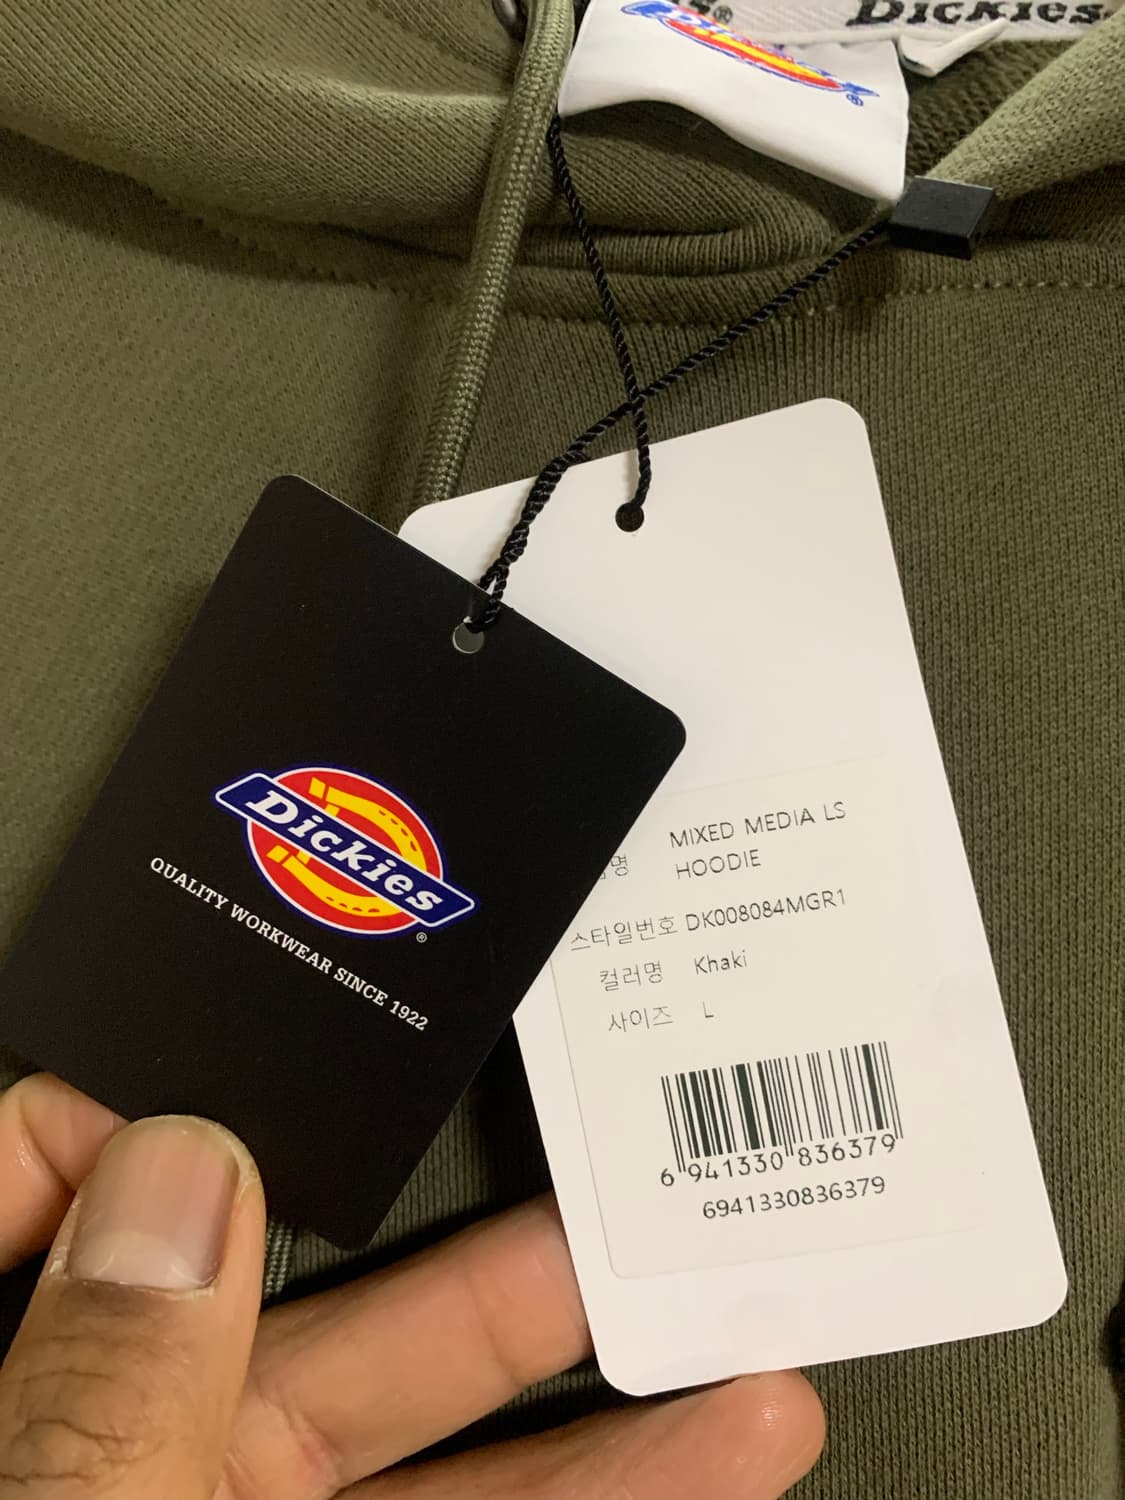 Dickies
Dickies®
QUALITY WORKWEAR SINCE 1922
명 MIXED MEDIA LS
HOODIE
스타일번호 DK008084MGR1
컬러명 Khaki
사이즈 L
6 941330 836379
6941330836379